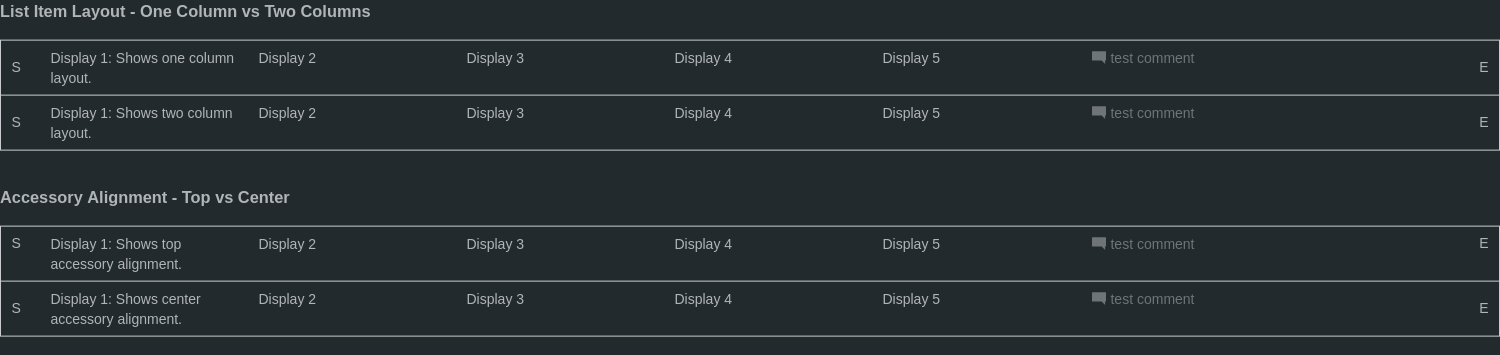 List Item Layout - One Column vs Two Columns
S Display 1: Shows one column Display 2 Display 3 Display 4 Display 5 test comment E
layout.
S Display 1: Shows two column Display 2 Display 3 Display 4 Display 5 test comment E
layout.
Accessory Alignment - Top vs Center
S Display 1: Shows top Display 2 Display 3 Display 4 Display 5 test comment E
accessory alignment.
S Display 1: Shows center Display 2 Display 3 Display 4 Display 5 test comment E
accessory alignment.